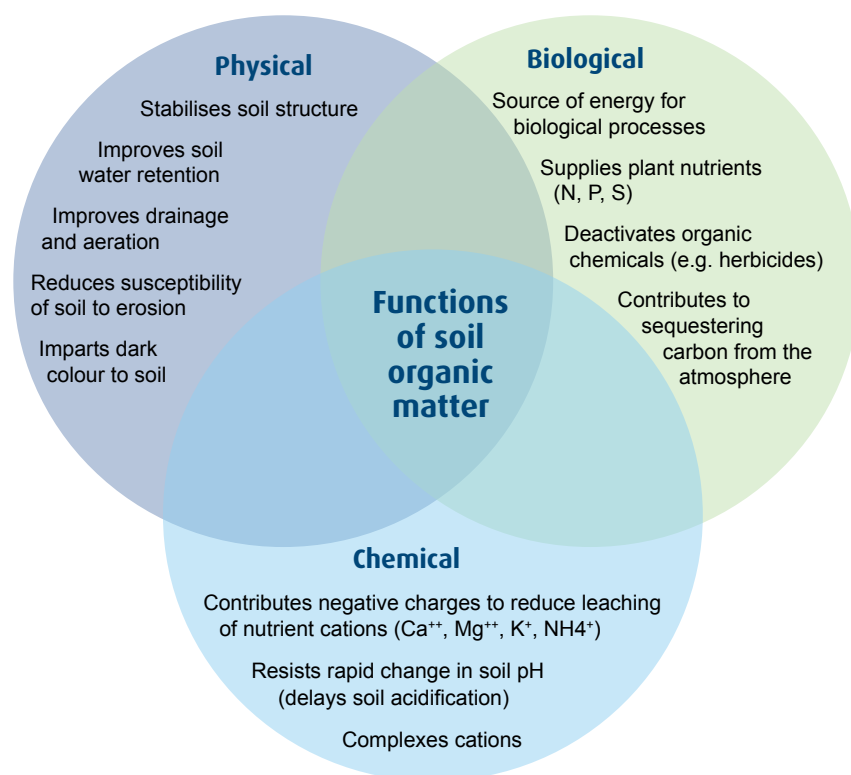 Physical
Stabilises soil structure
Improves soil
water retention
Improves drainage
and aeration
Reduces susceptibility
of soil to erosion
Imparts dark
colour to soil
Biological
Source of energy for
biological processes
Supplies plant nutrients
(N, P, S)
Deactivates organic
chemicals (e.g. herbicides)
Contributes to
sequestering
carbon from the
atmosphere
Functions
of soil
organic
matter
Chemical
Contributes negative charges to reduce leaching
of nutrient cations (Ca⁺⁺, Mg⁺⁺, K⁺, NH4⁺)
Resists rapid change in soil pH
(delays soil acidification)
Complexes cations